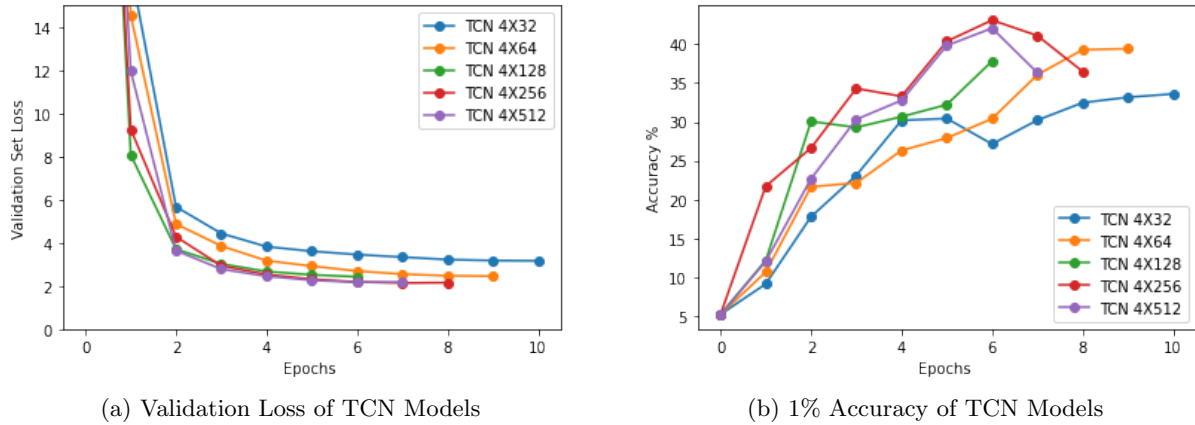 14
12
10
8
6
4
2
0
Validation Set Loss
0 2 4 6 8 10
Epochs
TCN 4X32
TCN 4X64
TCN 4X128
TCN 4X256
TCN 4X512
(a) Validation Loss of TCN Models
40
35
30
25
20
15
10
5
Accuracy %
0 2 4 6 8 10
Epochs
TCN 4X32
TCN 4X64
TCN 4X128
TCN 4X256
TCN 4X512
(b) 1% Accuracy of TCN Models